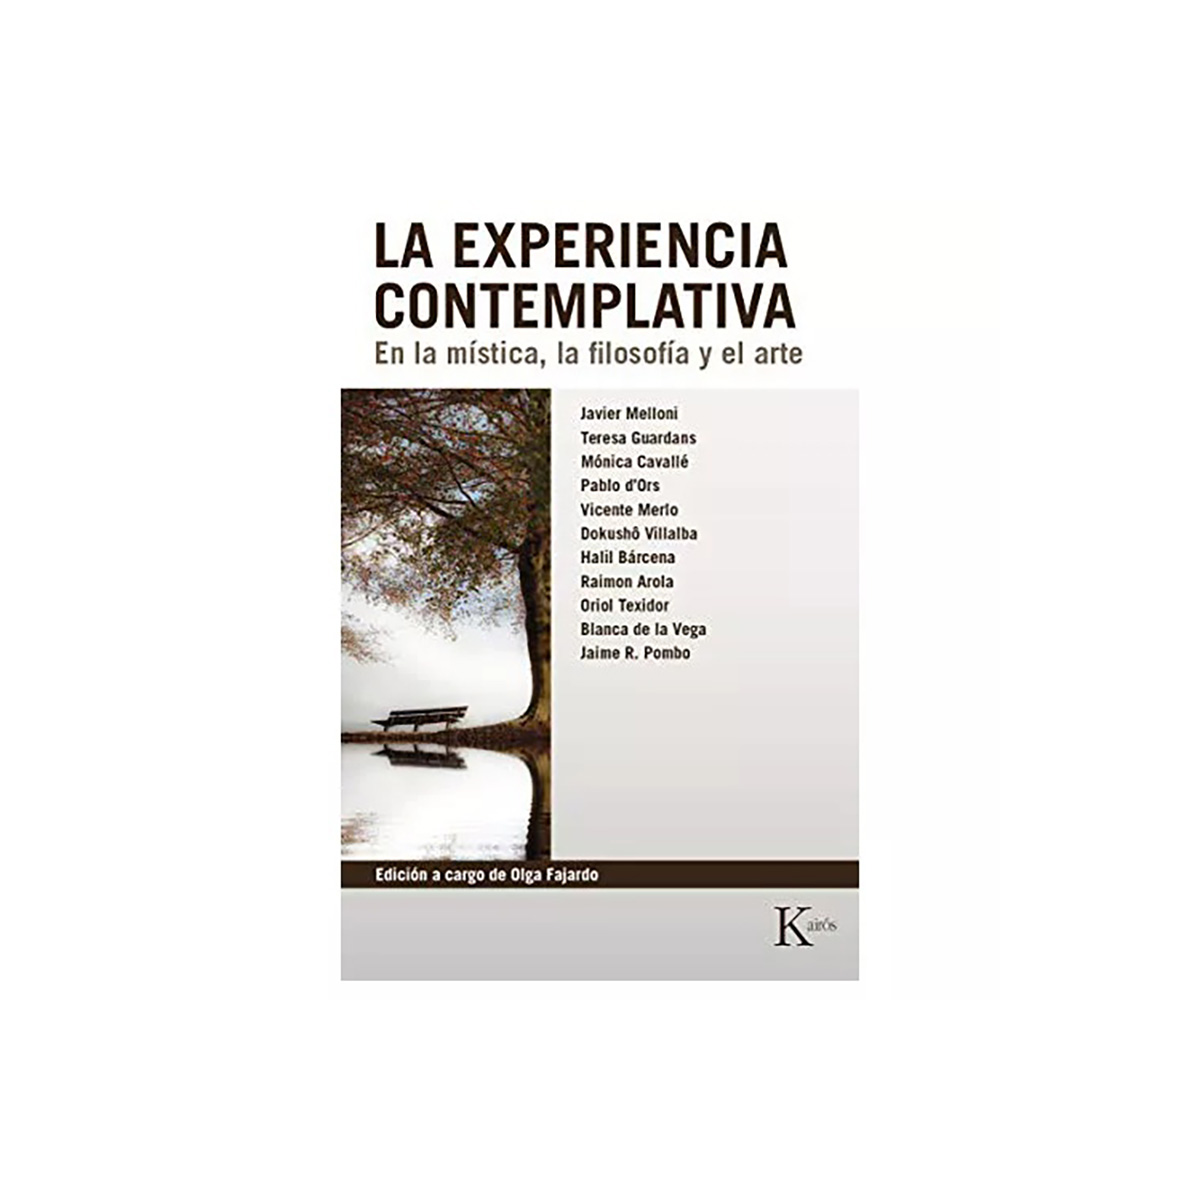 LA EXPERIENCIA
CONTEMPLATIVA
En la mística, la filosofía y el arte
Javier Melloni
Teresa Guardans
Mónica Cavallé
Pablo d'Ors
Vicente Merlo
Dokushô Villalba
Halil Bárcena
Raimon Arola
Oriol Texidor
Blanca de la Vega
Jaime R. Pombo
Edición a cargo de Olga Fajardo
Kairós